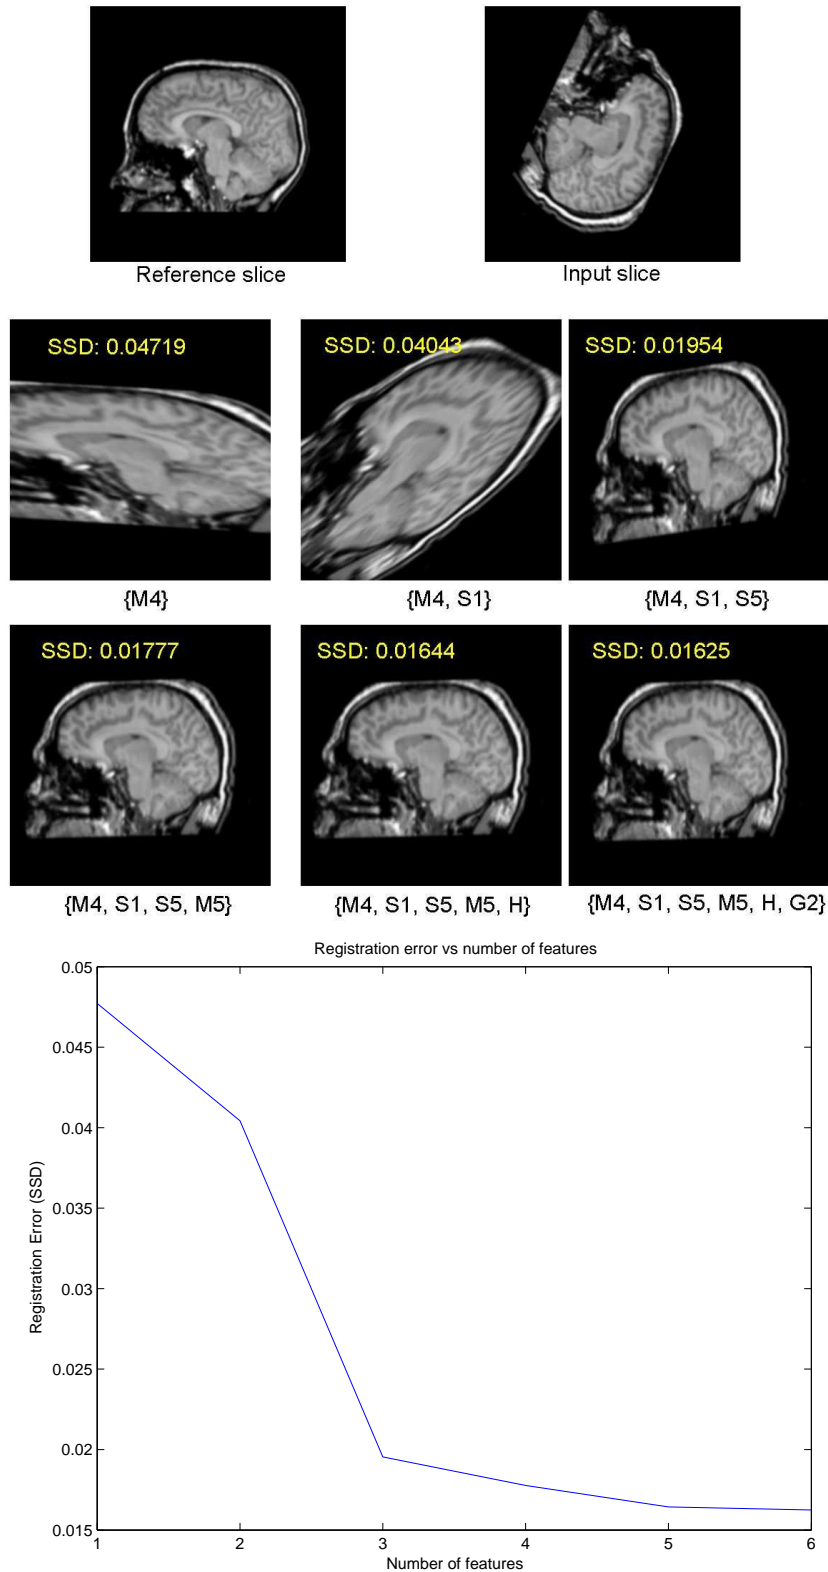 Reference slice
Input slice
SSD: 0.04719
SSD: 0.04043
SSD: 0.01954
{M4}
{M4, S1}
{M4, S1, S5}
SSD: 0.01777
SSD: 0.01644
SSD: 0.01625
{M4, S1, S5, M5}
{M4, S1, S5, M5, H}
{M4, S1, S5, M5, H, G2}
Registration error vs number of features
0.05
0.045
0.04
0.035
0.03
0.025
0.02
0.015
Registration Error (SSD)
1 2 3 4 5 6
Number of features